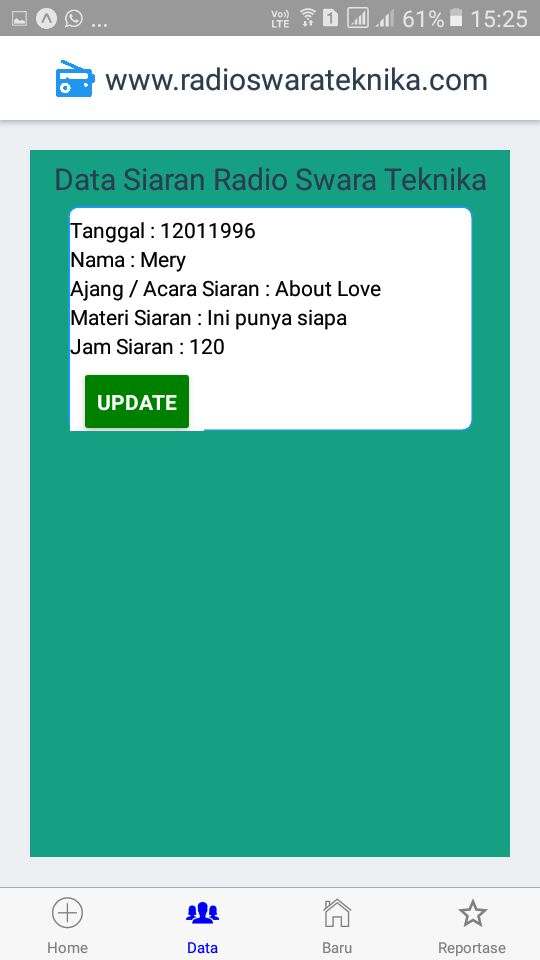 Vo)) LTE 1 61% 15:25
www.radioswarateknika.com
Data Siaran Radio Swara Teknika
Tanggal : 12011996
Nama : Mery
Ajang / Acara Siaran : About Love
Materi Siaran : Ini punya siapa
Jam Siaran : 120
UPDATE
Home Data Baru Reportase